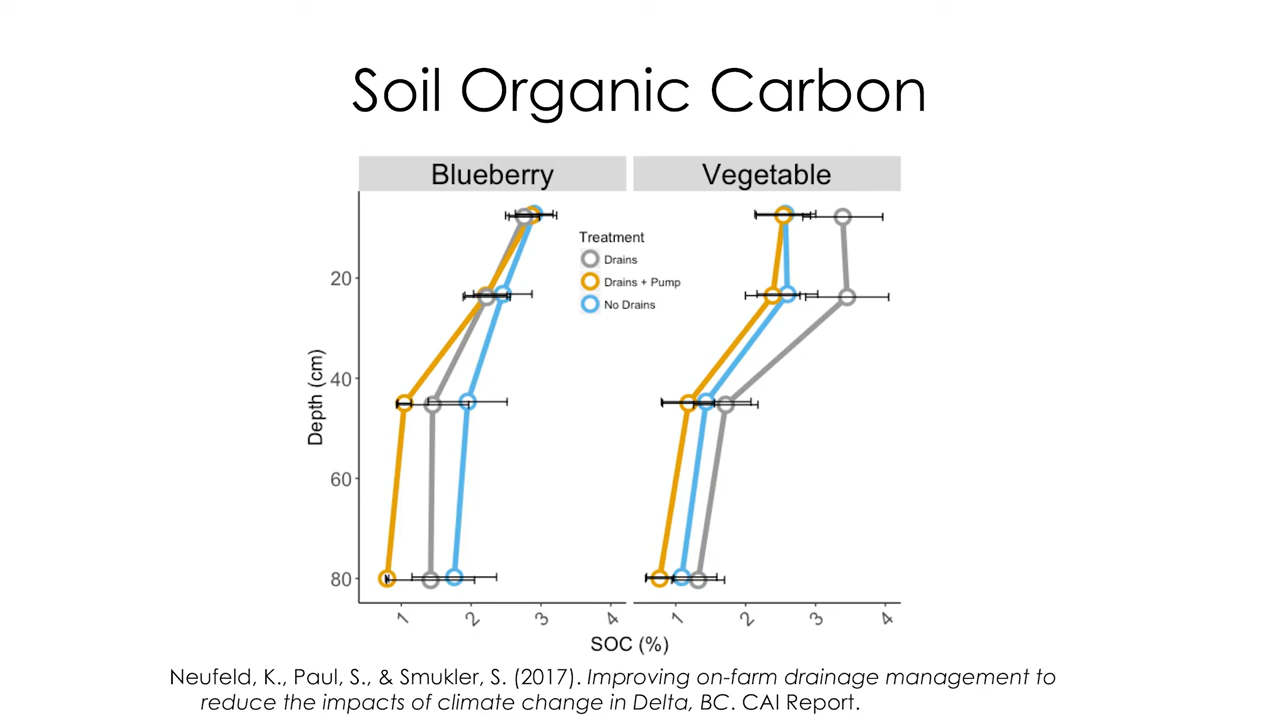 Soil Organic Carbon
Blueberry
Vegetable
Treatment
Drains
Drains + Pump
No Drains
20
40
60
80
Depth (cm)
1 2 3 4
1 2 3 4
SOC (%)
Neufeld, K., Paul, S., & Smukler, S. (2017). Improving on-farm drainage management to
reduce the impacts of climate change in Delta, BC. CAI Report.